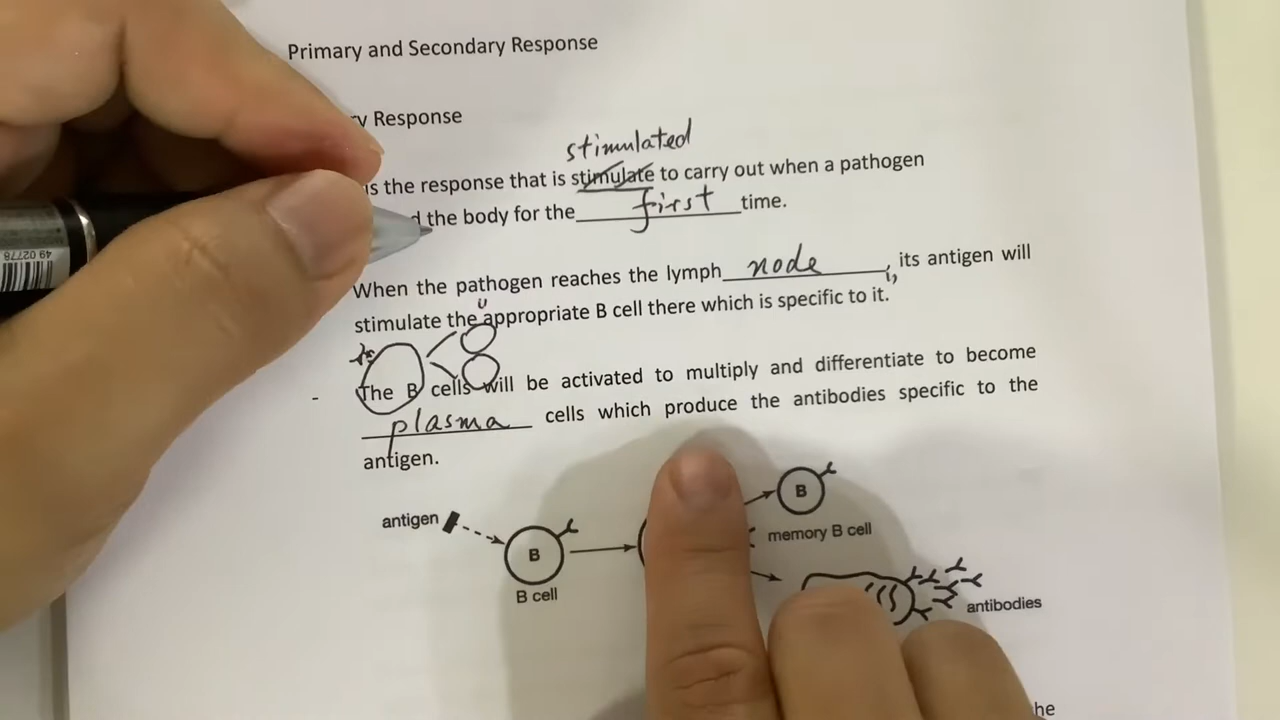 Primary and Secondary Response
Response
stimulated
is the response that is stimulate to carry out when a pathogen
the body for the first time.
When the pathogen reaches the lymph node, its antigen will
stimulate the appropriate B cell there which is specific to it.
- The B cells will be activated to multiply and differentiate to become
plasma cells which produce the antibodies specific to the
antigen.
antigen
B
B
memory B cell
B cell
antibodies
49 02778